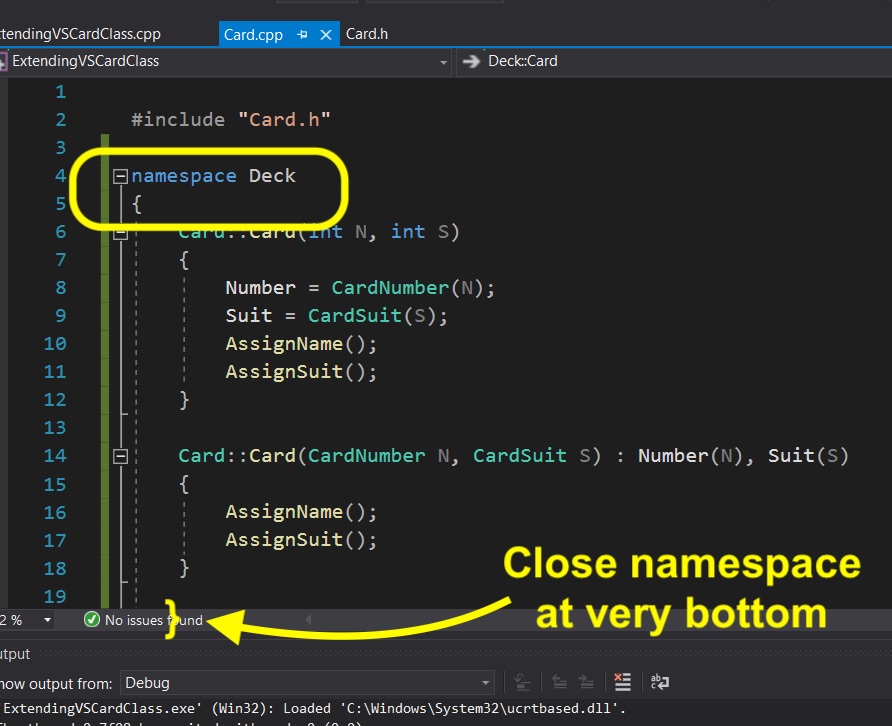 tendingVSCardClass.cpp
Card.cpp
Card.h
ExtendingVSCardClass
Deck::Card
1
2 #include "Card.h"
3
4 namespace Deck
5 {
6 Card::Card(int N, int S)
7 {
8 Number = CardNumber(N);
9 Suit = CardSuit(S);
10 AssignName();
11 AssignSuit();
12 }
13
14 Card::Card(CardNumber N, CardSuit S) : Number(N), Suit(S)
15 {
16 AssignName();
17 AssignSuit();
18 }
19
Close namespace
at very bottom
}
2 % No issues found
utput
how output from: Debug
ExtendingVSCardClass.exe' (Win32): Loaded 'C:\Windows\System32\ucrtbased.dll'.